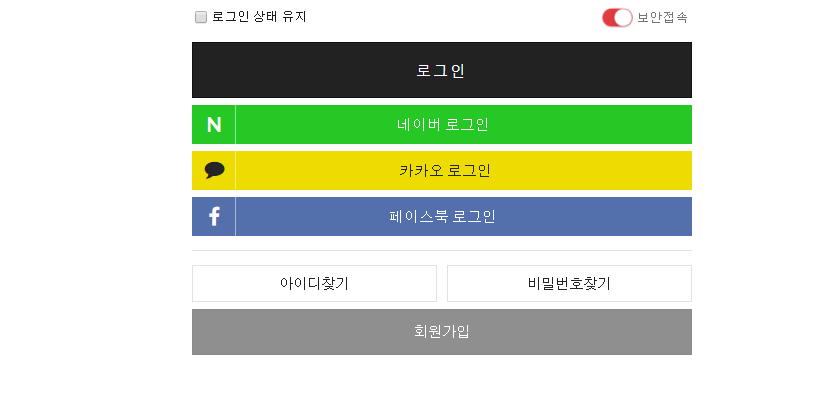 로그인 상태 유지 보안접속
로그인
N 네이버 로그인
카카오 로그인
f 페이스북 로그인
아이디찾기 비밀번호찾기
회원가입